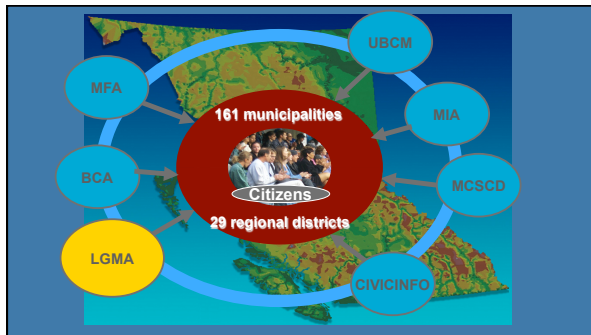 UBCM
MFA
161 municipalities
MIA
BCA
Citizens
MCSCD
29 regional districts
LGMA
CIVICINFO